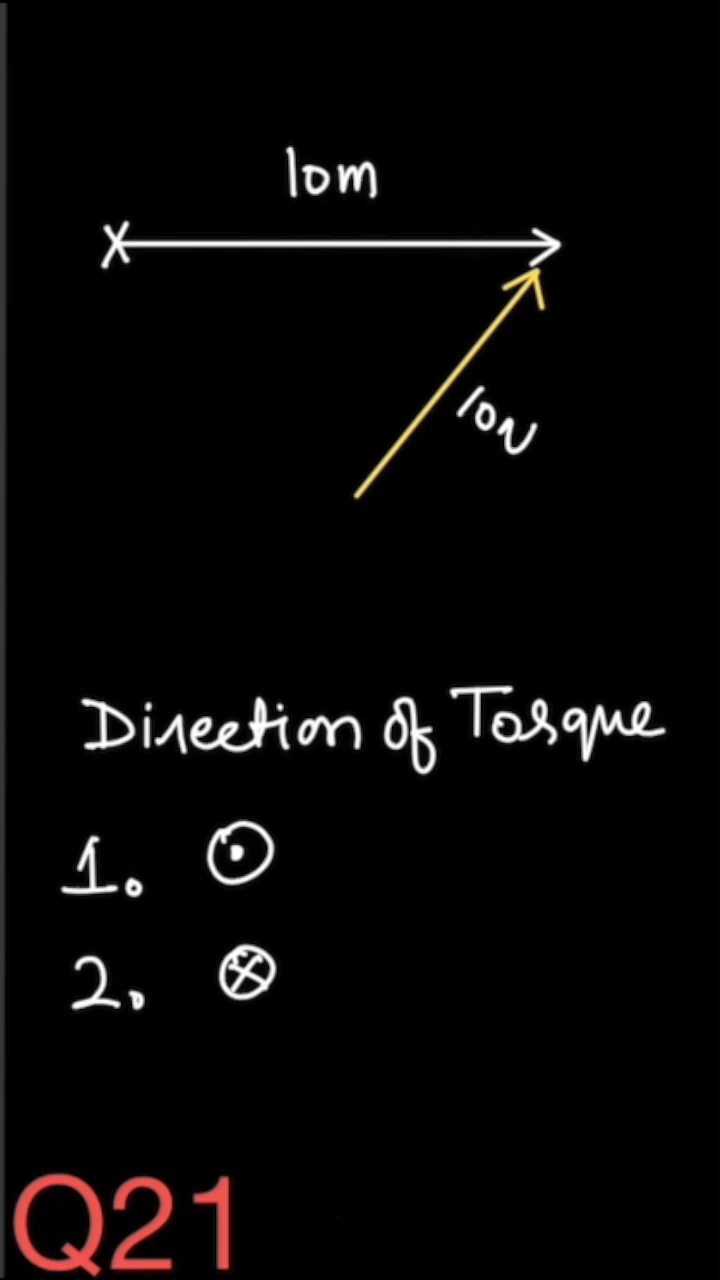 10m
X
10N
Direction of Torque
1. ⊙
2. ⊗
Q21